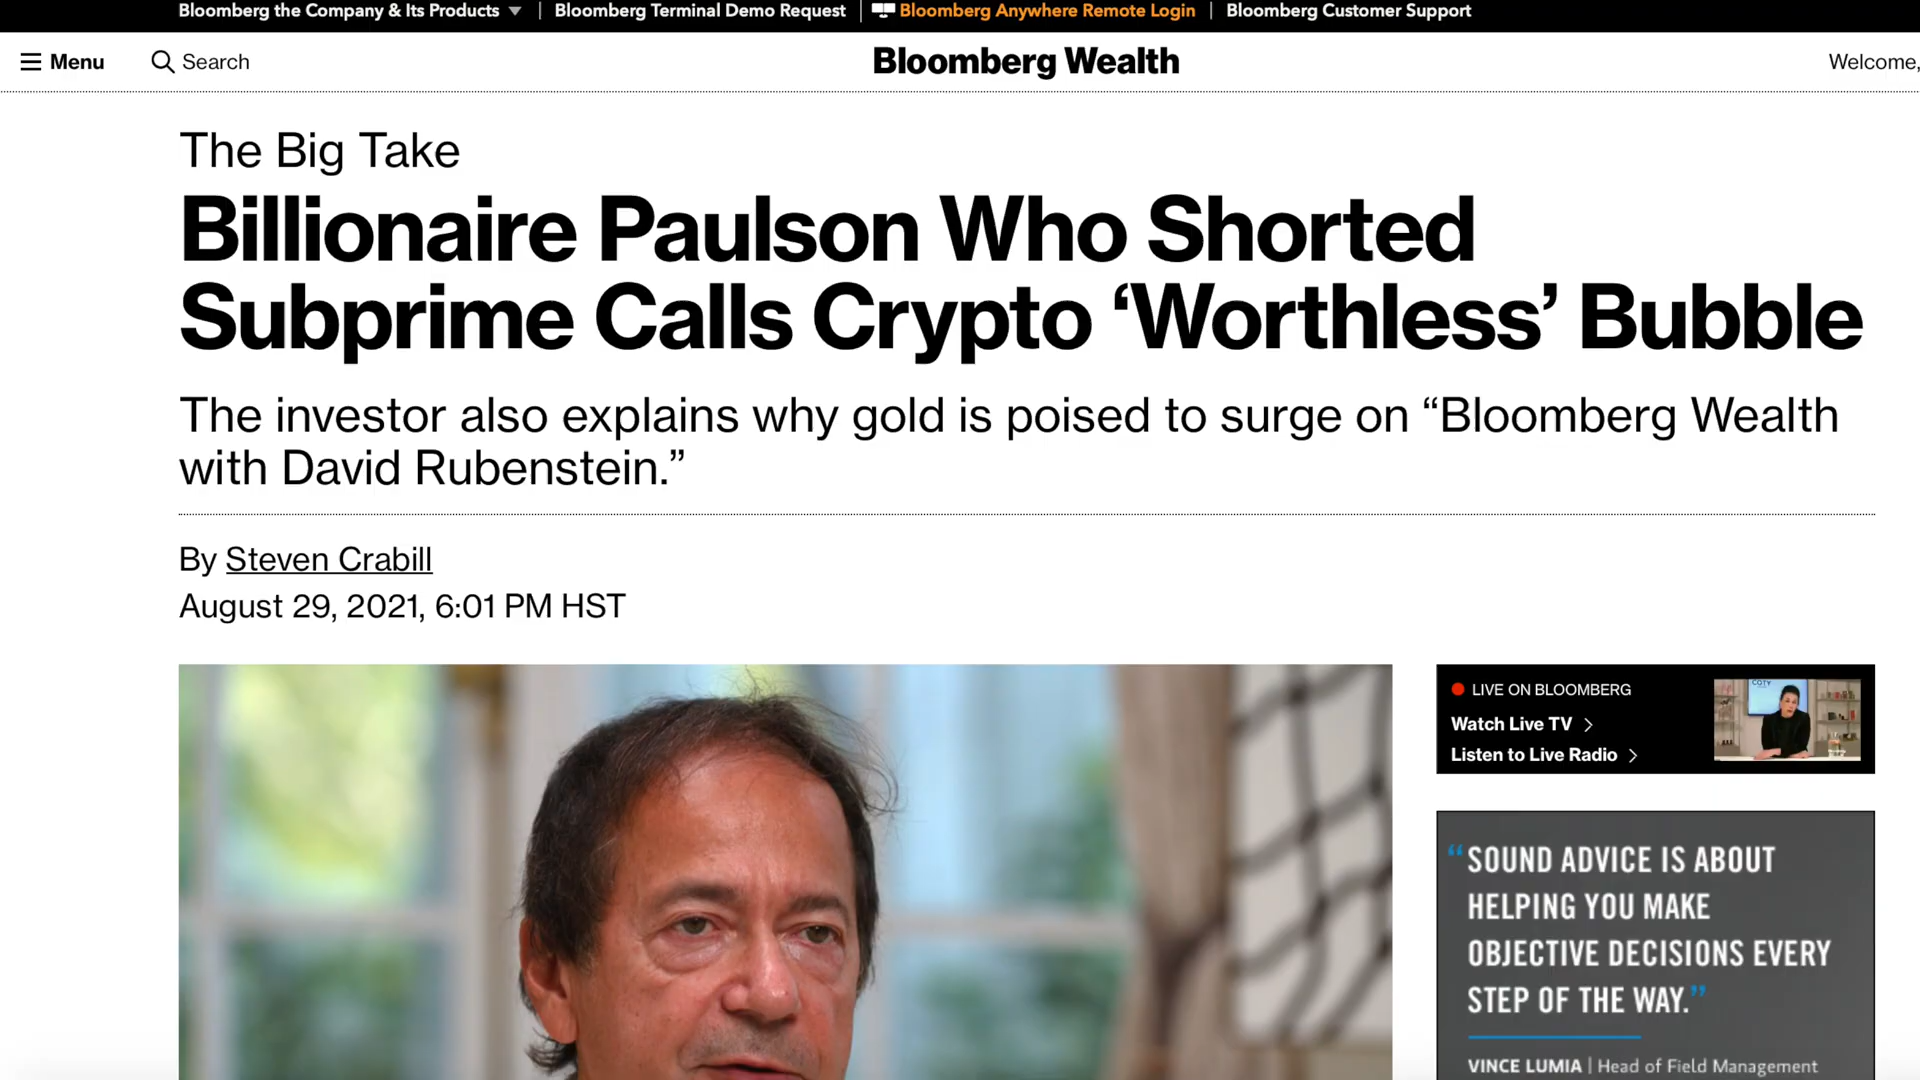 Bloomberg the Company & Its Products
Bloomberg Terminal Demo Request
Bloomberg Anywhere Remote Login
Bloomberg Customer Support
Menu
Search
Bloomberg Wealth
Welcome,
The Big Take
Billionaire Paulson Who Shorted
Subprime Calls Crypto ‘Worthless’ Bubble
The investor also explains why gold is poised to surge on “Bloomberg Wealth
with David Rubenstein.”
By Steven Crabill
August 29, 2021, 6:01 PM HST
LIVE ON BLOOMBERG
Watch Live TV
Listen to Live Radio
COTY
“SOUND ADVICE IS ABOUT
HELPING YOU MAKE
OBJECTIVE DECISIONS EVERY
STEP OF THE WAY.”
VINCE LUMIA | Head of Field Management